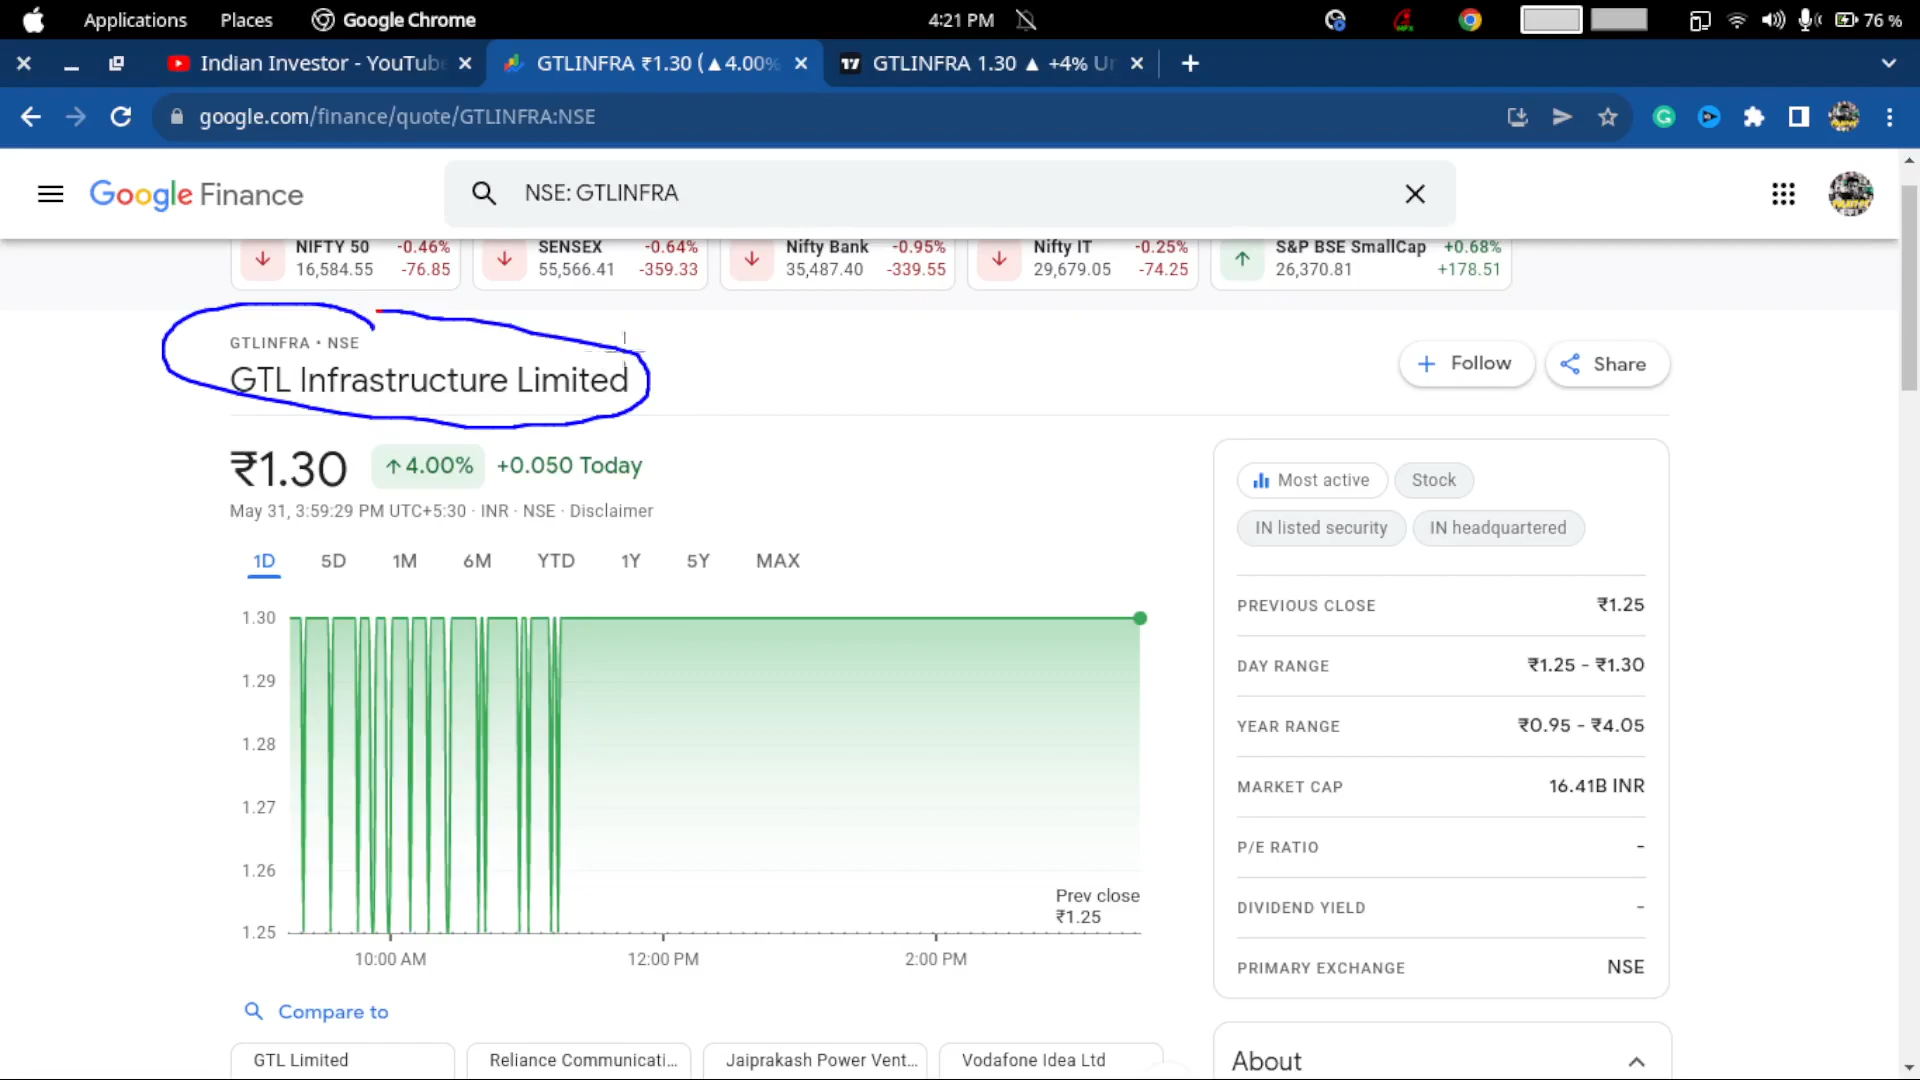 Applications Places Google Chrome 4:21 PM 76 %
Indian Investor - YouTub GTLINFRA ₹1.30 (▲4.00% GTLINFRA 1.30 ▲ +4% Un
google.com/finance/quote/GTLINFRA:NSE
Google Finance NSE: GTLINFRA
NIFTY 50 -0.46% SENSEX -0.64% Nifty Bank -0.95% Nifty IT -0.25% S&P BSE SmallCap +0.68%
16,584.55 -76.85 55,566.41 -359.33 35,487.40 -339.55 29,679.05 -74.25 26,370.81 +178.51
GTLINFRA • NSE
GTL Infrastructure Limited
Follow Share
₹1.30 ↑4.00% +0.050 Today
May 31, 3:59:29 PM UTC+5:30 · INR · NSE · Disclaimer
1D 5D 1M 6M YTD 1Y 5Y MAX
1.30
1.29
1.28
1.27
1.26
1.25
Prev close
₹1.25
10:00 AM 12:00 PM 2:00 PM
Compare to
GTL Limited Reliance Communicati... Jaiprakash Power Vent... Vodafone Idea Ltd
Most active Stock
IN listed security IN headquartered
PREVIOUS CLOSE ₹1.25
DAY RANGE ₹1.25 - ₹1.30
YEAR RANGE ₹0.95 - ₹4.05
MARKET CAP 16.41B INR
P/E RATIO -
DIVIDEND YIELD -
PRIMARY EXCHANGE NSE
About